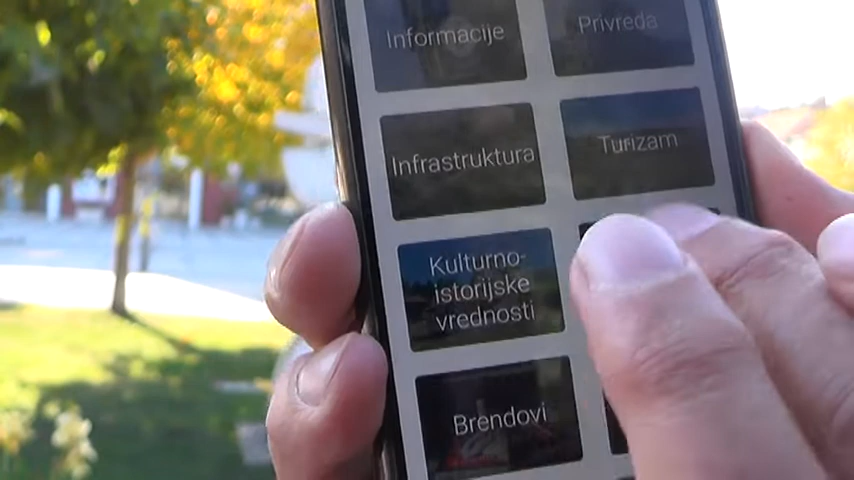 Informacije
Privreda
Infrastruktura
Turizam
Kulturno-
istorijske
vrednosti
Brendovi